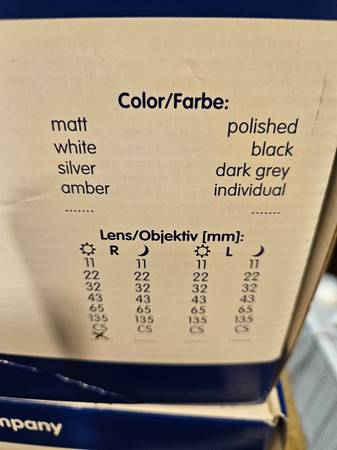 Color/Farbe:
matt polished
white black
silver dark grey
amber individual
....... .......
Lens/Objektiv [mm]:
R L
11 11 11 11
22 22 22 22
32 32 32 32
43 43 43 43
65 65 65 65
135 135 135 135
CS CS CS CS
....... ....... .......
mpany